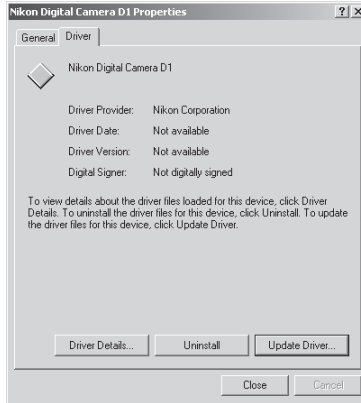 Nikon Digital Camera D1 Properties
General Driver
Nikon Digital Camera D1
Driver Provider: Nikon Corporation
Driver Date: Not available
Driver Version: Not available
Digital Signer: Not digitally signed
To view details about the driver files loaded for this device, click Driver
Details. To uninstall the driver files for this device, click Uninstall. To update
the driver files for this device, click Update Driver.
Driver Details... Uninstall Update Driver...
Close Cancel